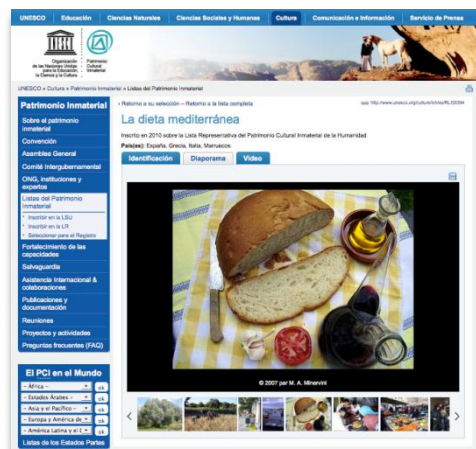 UNESCO Educación Ciencias Naturales Ciencias Sociales y Humanas Cultura Comunicación e Información Servicio de Prensa
Organización
de las Naciones Unidas
para la Educación,
la Ciencia y la Cultura
Patrimonio
Cultural
Inmaterial
UNESCO » Cultura » Patrimonio Inmaterial » Listas del Patrimonio Inmaterial
Patrimonio Inmaterial
Sobre el patrimonio
inmaterial
Convención
Asamblea General
Comité Intergubernamental
ONG, instituciones y
expertos
Listas del Patrimonio
Inmaterial
Inscribir en la LSU
Inscribir en la LR
Seleccionar para el Registro
Fortalecimiento de las
capacidades
Salvaguardia
Asistencia Internacional &
colaboraciones
Publicaciones y
documentación
Reuniones
Proyectos y actividades
Preguntas frecuentes (FAQ)
El PCI en el Mundo
- África - ok
- Estados Árabes - ok
- Asia y el Pacífico - ok
- Europa y América de ok
- América Latina y el C ok
Listas de los Estados Partes
‹ Retorno a su selección – Retorno a la lista completa
La dieta mediterránea
Inscrito en 2010 sobre la Lista Representativa del Patrimonio Cultural Inmaterial de la Humanidad
País(es): España, Grecia, Italia, Marruecos
Identificación Diaporama Video
© 2007 par M. A. Minervini